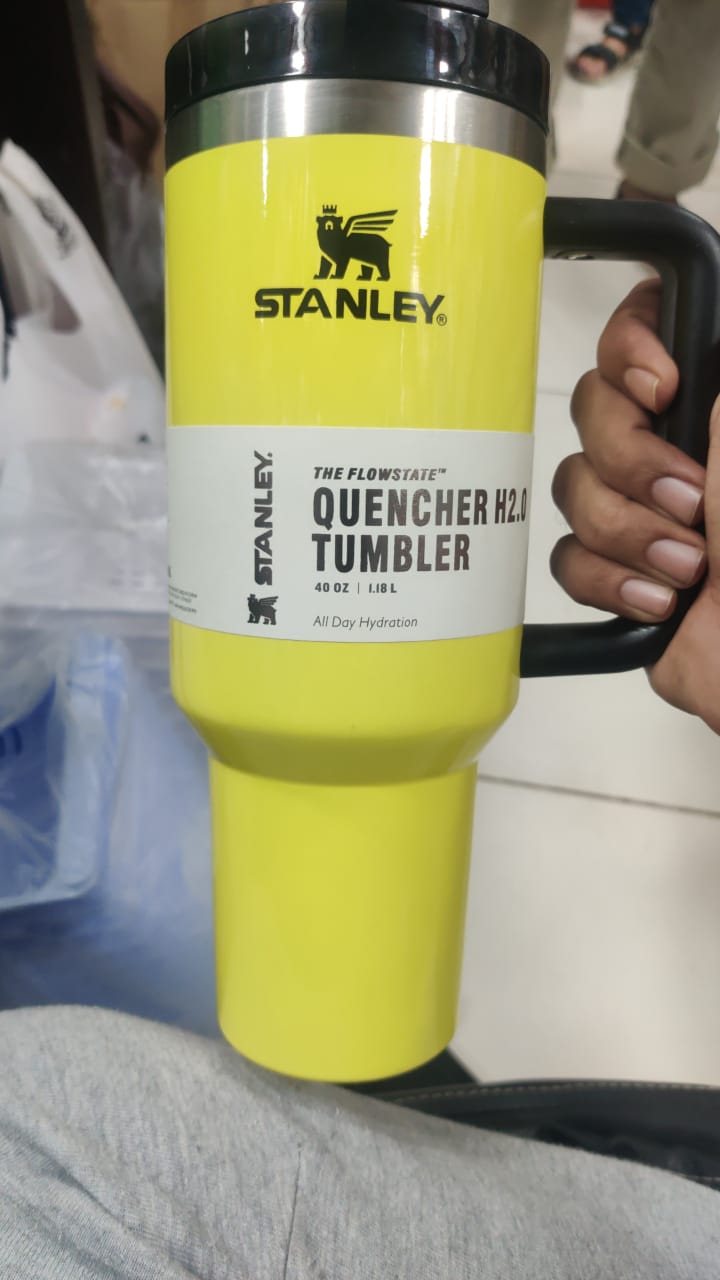 STANLEY®
STANLEY.
THE FLOWSTATE™
QUENCHER H2.0
TUMBLER
40 OZ | 1.18 L
All Day Hydration